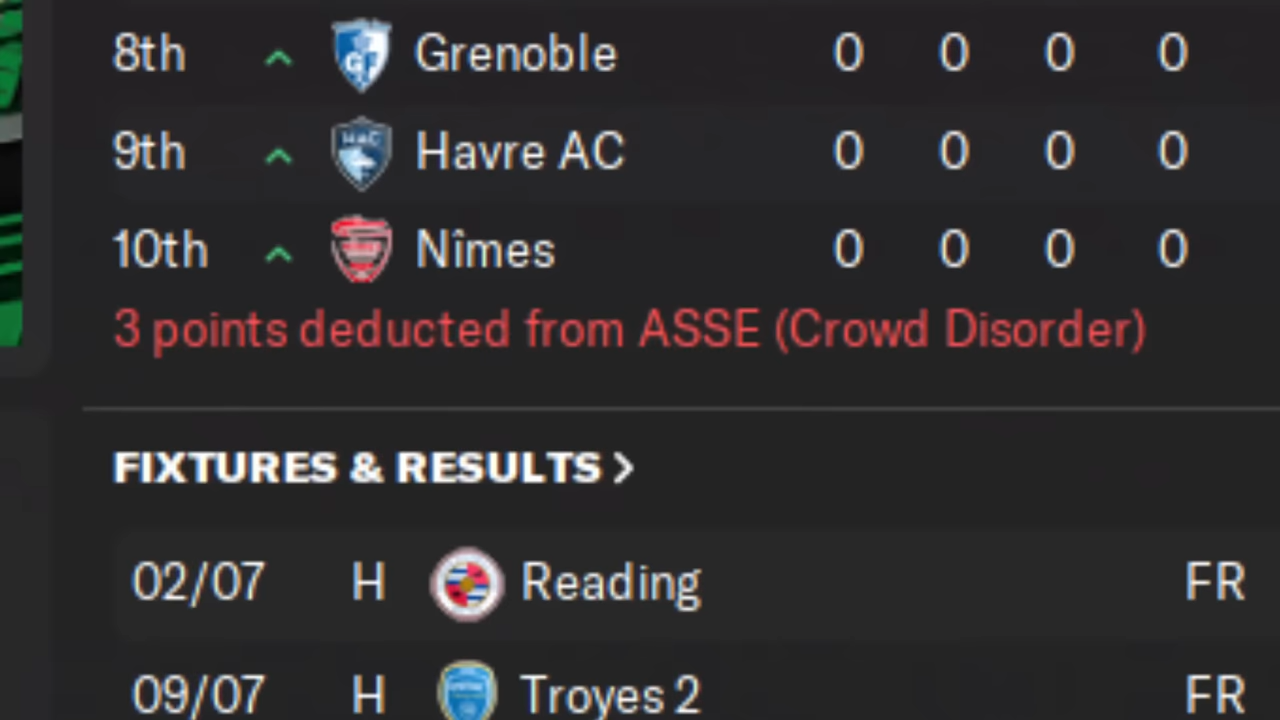 8th Grenoble 0 0 0 0
9th Havre AC 0 0 0 0
10th Nîmes 0 0 0 0
3 points deducted from ASSE (Crowd Disorder)
FIXTURES & RESULTS >
02/07 H Reading FR
09/07 H Troyes 2 FR